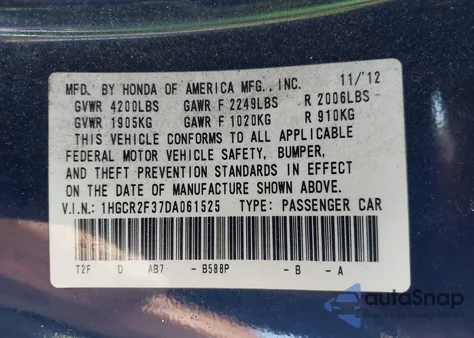 MFD. BY HONDA OF AMERICA MFG., INC. 11/'12
GVWR 4200LBS GAWR F 2249LBS R 2006LBS
GVWR 1905KG GAWR F 1020KG R 910KG
THIS VEHICLE CONFORMS TO ALL APPLICABLE
FEDERAL MOTOR VEHICLE SAFETY, BUMPER,
AND THEFT PREVENTION STANDARDS IN EFFECT
ON THE DATE OF MANUFACTURE SHOWN ABOVE.
V.I.N.: 1HGCR2F37DA061525 TYPE: PASSENGER CAR
T2F D AB7 -B588P -B -A
autoSnap